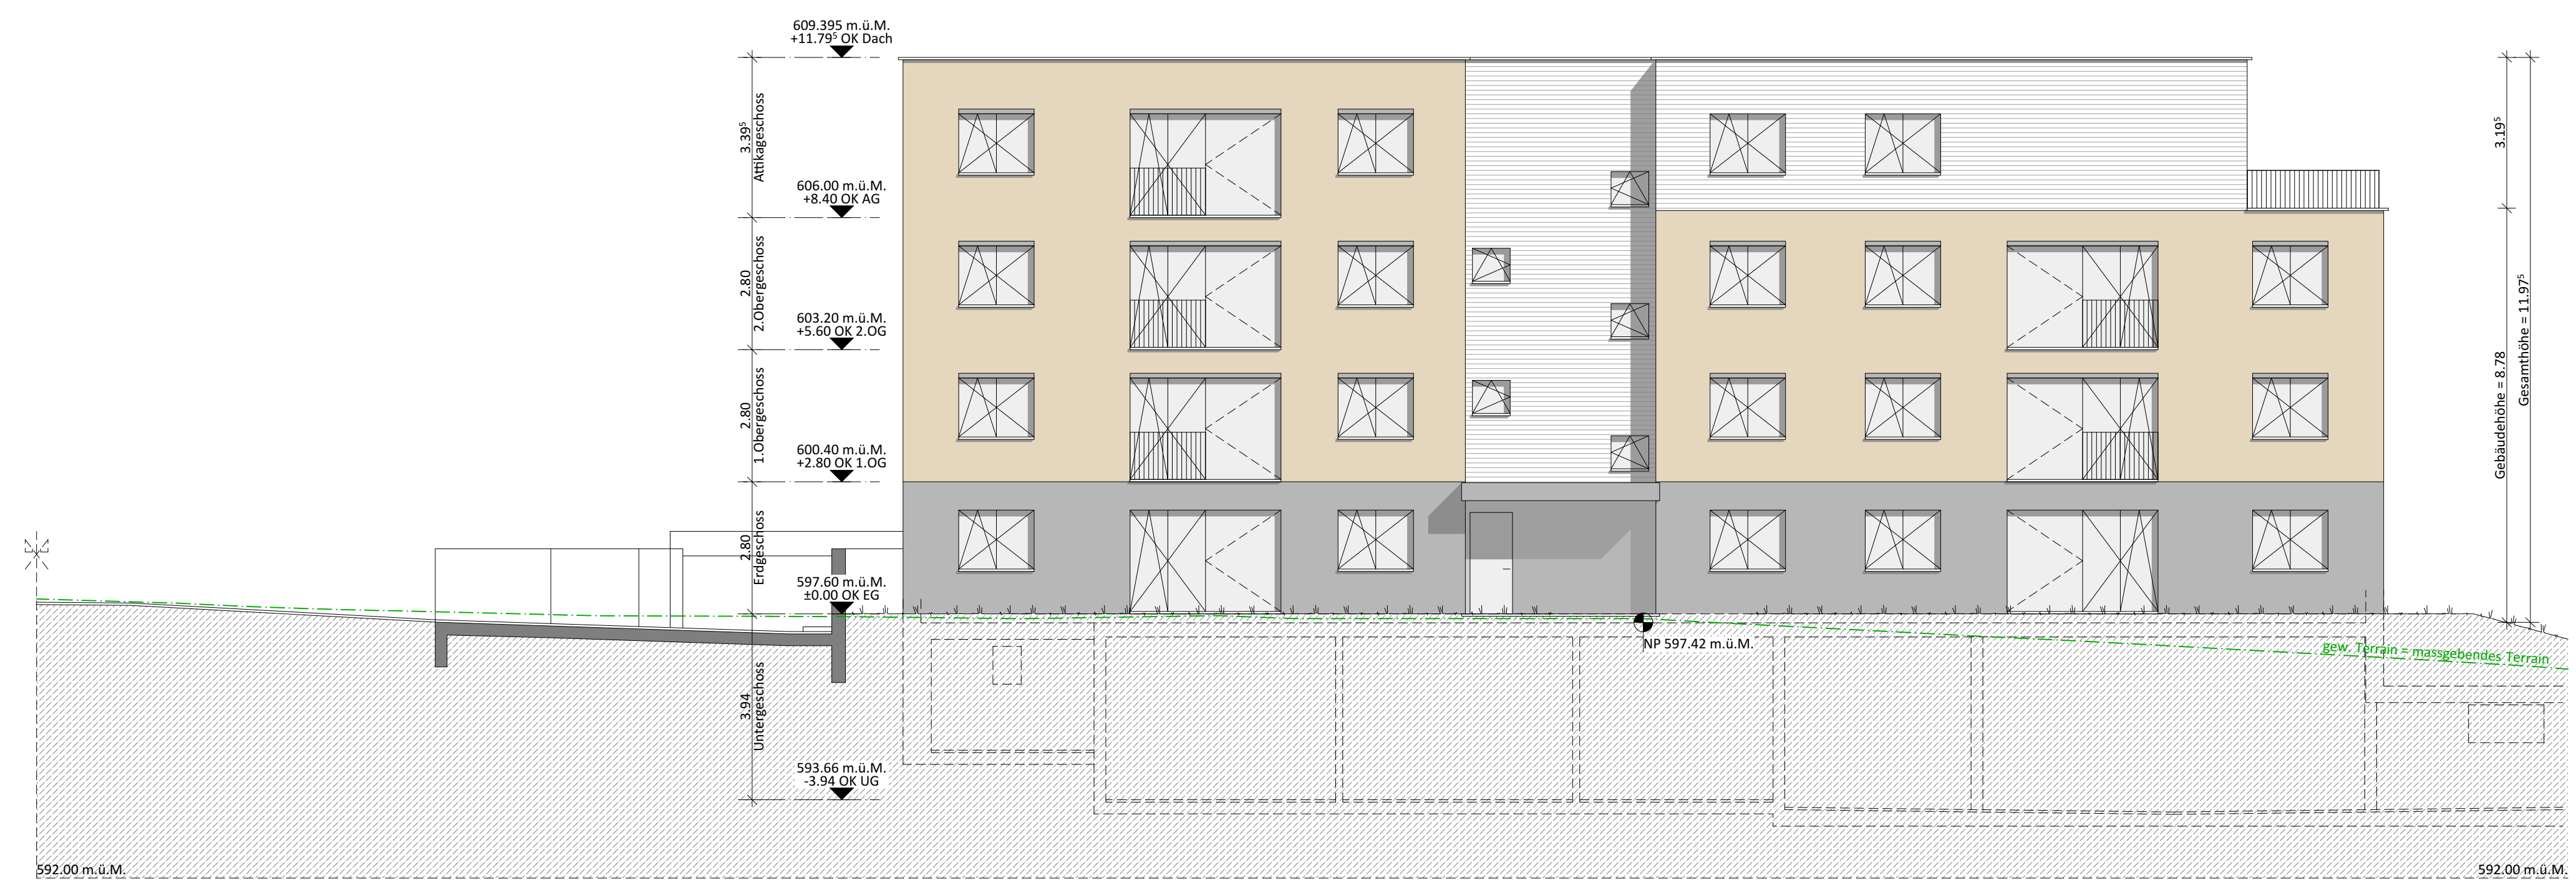 609.395 m.ü.M.
+11.79⁵ OK Dach
3.39⁵
Attikageschoss
606.00 m.ü.M.
+8.40 OK AG
2.80
2.Obergeschoss
603.20 m.ü.M.
+5.60 OK 2.OG
2.80
1.Obergeschoss
600.40 m.ü.M.
+2.80 OK 1.OG
2.80
Erdgeschoss
597.60 m.ü.M.
±0.00 OK EG
3.94
Untergeschoss
593.66 m.ü.M.
-3.94 OK UG
NP 597.42 m.ü.M.
3.19⁵
Gebäudehöhe = 8.78
Gesamthöhe = 11.97⁵
gew. Terrain = massgebendes Terrain
592.00 m.ü.M.
592.00 m.ü.M.